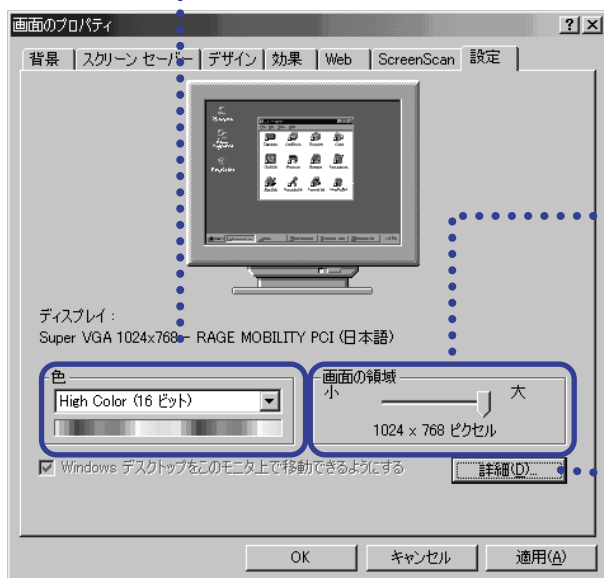 画面のプロパティ
背景 スクリーン セーバー デザイン 効果 Web ScreenScan 設定
ディスプレイ :
Super VGA 1024x768 - RAGE MOBILITY PCI (日本語)
色
High Color (16 ビット)
画面の領域
小 大
1024 x 768 ピクセル
Windows デスクトップをこのモニタ上で移動できるようにする
詳細(D)...
OK キャンセル 適用(A)